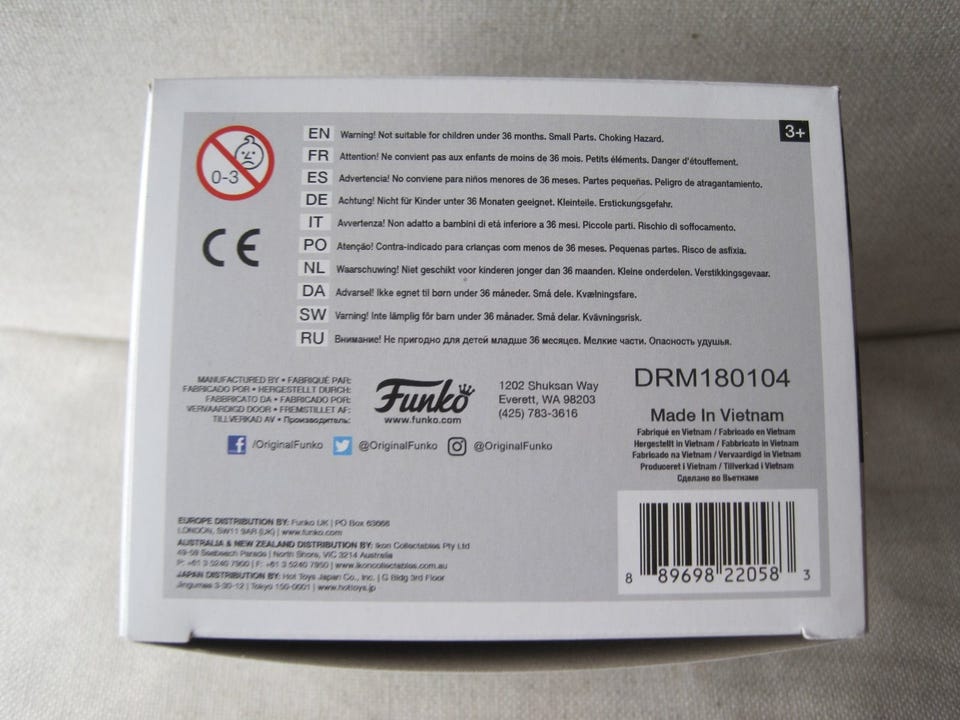 0-3
CE
3+
EN Warning! Not suitable for children under 36 months. Small Parts. Choking Hazard.
FR Attention! Ne convient pas aux enfants de moins de 36 mois. Petits éléments. Danger d'étouffement.
ES Advertencia! No conviene para niños menores de 36 meses. Partes pequeñas. Peligro de atragantamiento.
DE Achtung! Nicht für Kinder unter 36 Monaten geeignet. Kleinteile. Erstickungsgefahr.
IT Avvertenza! Non adatto a bambini di età inferiore a 36 mesi. Piccole parti. Rischio di soffocamento.
PO Atenção! Contra-indicado para crianças com menos de 36 meses. Pequenas partes. Risco de asfixia.
NL Waarschuwing! Niet geschikt voor kinderen jonger dan 36 maanden. Kleine onderdelen. Verstikkingsgevaar.
DA Advarsel! Ikke egnet til børn under 36 måneder. Små dele. Kvælningsfare.
SW Varning! Inte lämplig för barn under 36 månader. Små delar. Kvävningsrisk.
RU Внимание! Не пригодно для детей младше 36 месяцев. Мелкие части. Опасность удушья.
MANUFACTURED BY • FABRIQUÉ PAR:
FABRICADO POR • HERGESTELLT DURCH:
FABBRICATO DA • FABRICADO POR:
VERVAARDIGD DOOR • FREMSTILLET AF:
TILLVERKAD AV • Производитель:
Funko
www.funko.com
1202 Shuksan Way
Everett, WA 98203
(425) 783-3616
/OriginalFunko @OriginalFunko @OriginalFunko
DRM180104
Made In Vietnam
Fabriqué en Vietnam / Fabricado en Vietnam
Hergestellt in Vietnam / Fabbricato in Vietnam
Fabricado na Vietnam / Vervaardigd in Vietnam
Produceret i Vietnam / Tillverkad i Vietnam
Сделано во Вьетнаме
EUROPE DISTRIBUTION BY: Funko UK | PO Box 63666
LONDON, SW11 9AR (UK) | www.funko.com
AUSTRALIA & NEW ZEALAND DISTRIBUTION BY: Ikon Collectables Pty Ltd
49-59 Seabeach Parade | North Shore, VIC 3214 Australia
P: +61 3 5240 7900 | F: +61 3 5240 7950 | www.ikoncollectables.com.au
JAPAN DISTRIBUTION BY: Hot Toys Japan Co., Inc. | G Bldg 3rd Floor
Jingumae 3-30-12 | Tokyo 150-0001 | www.hottoys.jp
8 89698 22058 3